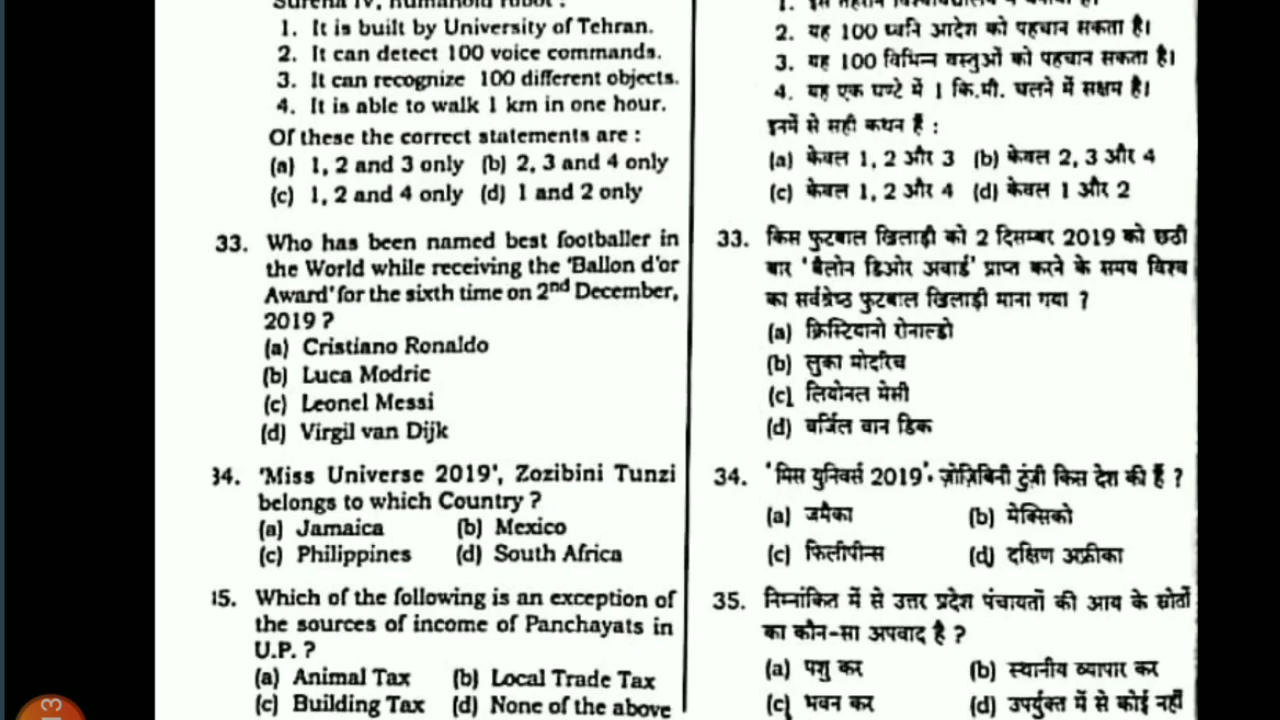 Surena IV, humanoid robot :
1. It is built by University of Tehran.
2. It can detect 100 voice commands.
3. It can recognize 100 different objects.
4. It is able to walk 1 km in one hour.
Of these the correct statements are :
(a) 1, 2 and 3 only (b) 2, 3 and 4 only
(c) 1, 2 and 4 only (d) 1 and 2 only
33. Who has been named best footballer in
the World while receiving the 'Ballon d'or
Award' for the sixth time on 2nd December,
2019 ?
(a) Cristiano Ronaldo
(b) Luca Modric
(c) Leonel Messi
(d) Virgil van Dijk
34. 'Miss Universe 2019', Zozibini Tunzi
belongs to which Country ?
(a) Jamaica (b) Mexico
(c) Philippines (d) South Africa
35. Which of the following is an exception of
the sources of income of Panchayats in
U.P. ?
(a) Animal Tax (b) Local Trade Tax
(c) Building Tax (d) None of the above
1. इसे तेहरान विश्वविद्यालय ने बनाया है।
2. यह 100 ध्वनि आदेश को पहचान सकता है।
3. यह 100 विभिन्न वस्तुओं को पहचान सकता है।
4. यह एक घण्टे में 1 कि.मी. चलने में सक्षम है।
इनमें से सही कथन हैं :
(a) केवल 1, 2 और 3 (b) केवल 2, 3 और 4
(c) केवल 1, 2 और 4 (d) केवल 1 और 2
33. किस फुटबाल खिलाड़ी को 2 दिसम्बर 2019 को छठी
बार 'बैलोन डिओर अवार्ड' प्राप्त करने के समय विश्व
का सर्वश्रेष्ठ फुटबाल खिलाड़ी माना गया ?
(a) क्रिस्टियानो रोनाल्डो
(b) लुका मोदरिच
(c) लियोनल मेसी
(d) वर्जिल वान डिक
34. 'मिस युनिवर्स 2019', ज़ोज़िबिनी टुंज़ी किस देश की हैं ?
(a) जमैका (b) मेक्सिको
(c) फिलीपीन्स (d) दक्षिण अफ्रीका
35. निम्नांकित में से उत्तर प्रदेश पंचायतों की आय के स्रोतों
का कौन-सा अपवाद है ?
(a) पशु कर (b) स्थानीय व्यापार कर
(c) भवन कर (d) उपर्युक्त में से कोई नहीं